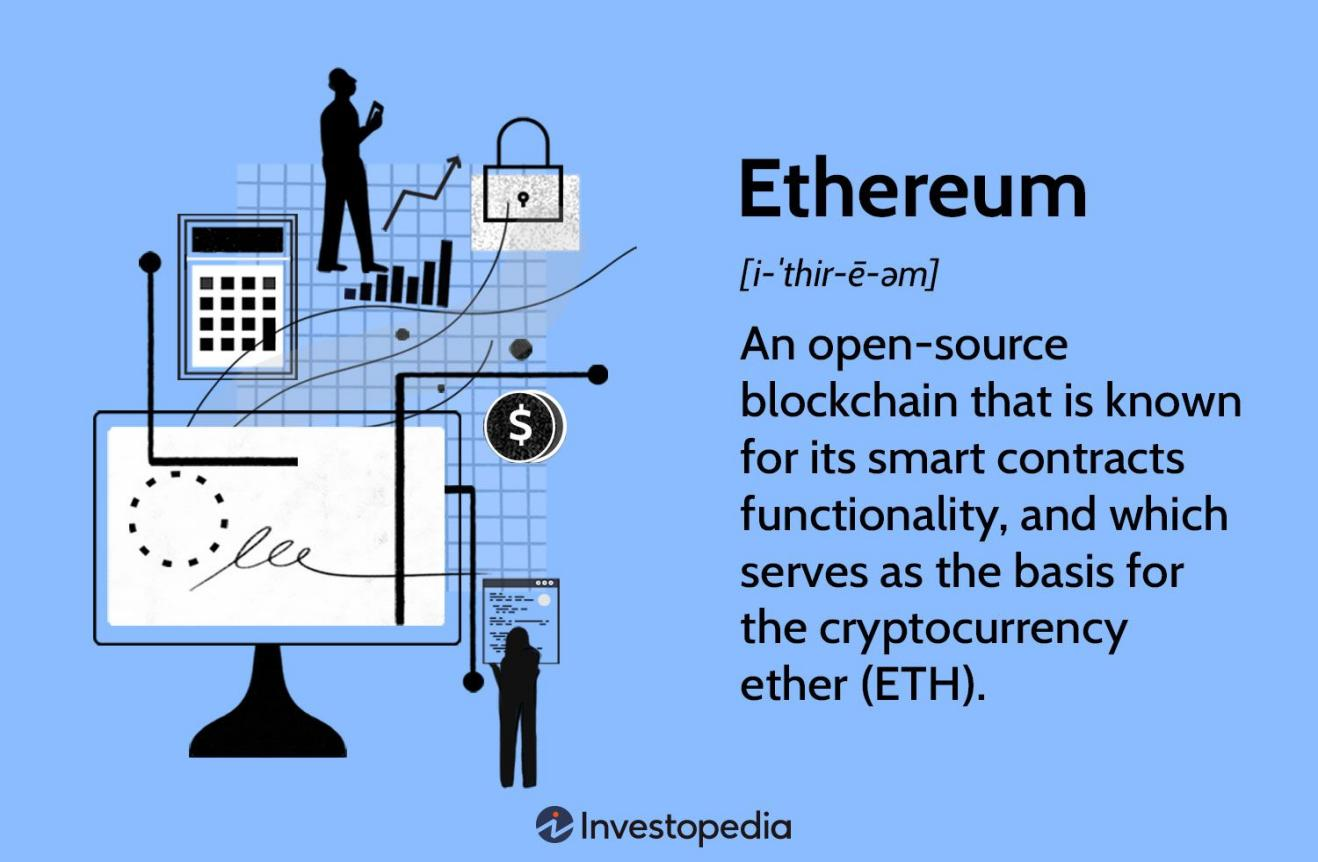 $
Ethereum
[i-ˈthir-ē-əm]
An open-source
blockchain that is known
for its smart contracts
functionality, and which
serves as the basis for
the cryptocurrency
ether (ETH).
Investopedia